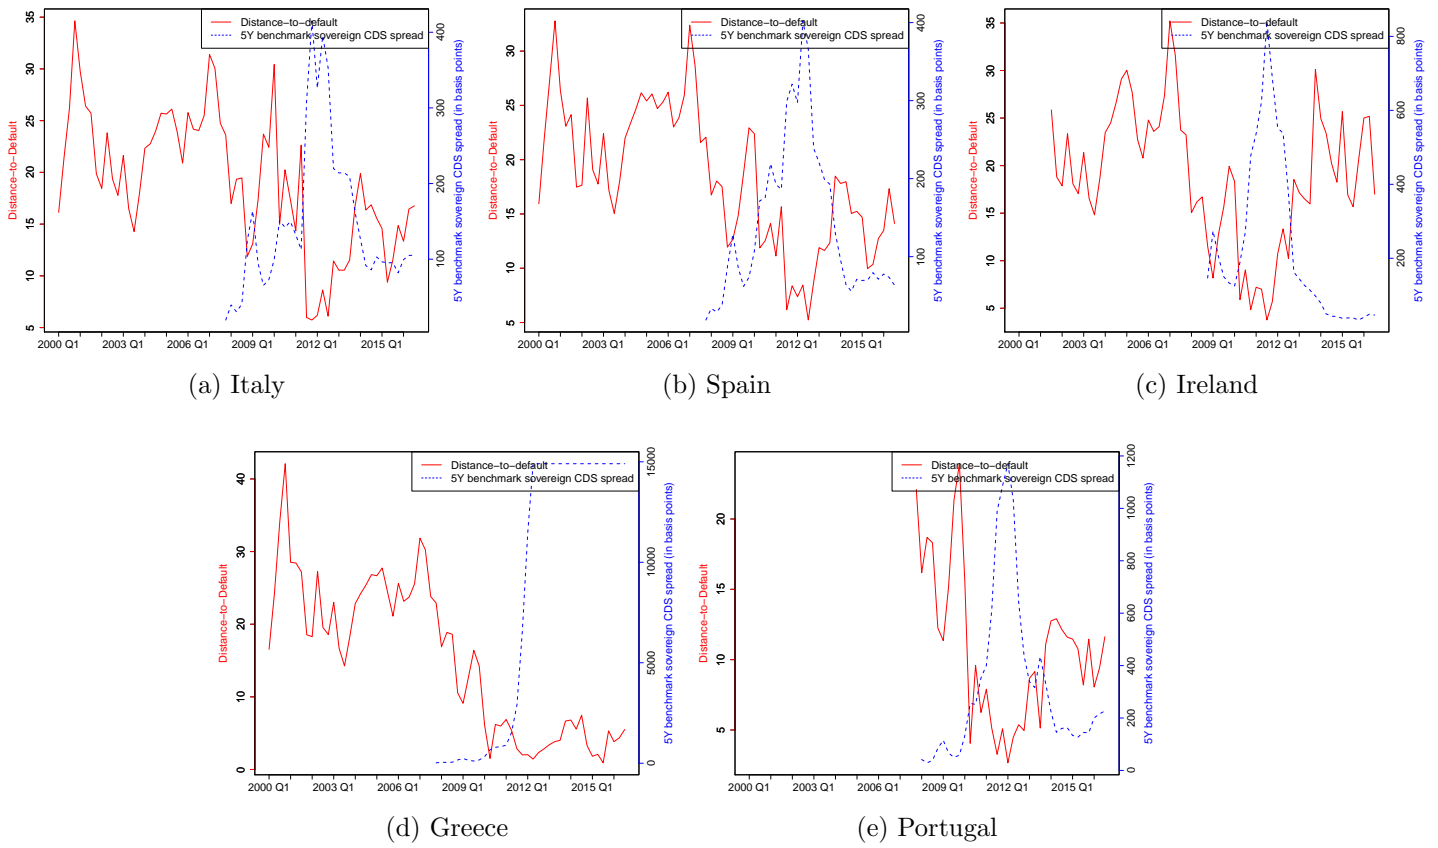 Distance-to-default
5Y benchmark sovereign CDS spread
Distance-to-Default
5 10 15 20 25 30 35
100 200 300 400
5Y benchmark sovereign CDS spread (in basis points)
2000 Q1 2003 Q1 2006 Q1 2009 Q1 2012 Q1 2015 Q1
(a) Italy
Distance-to-default
5Y benchmark sovereign CDS spread
Distance-to-Default
5 10 15 20 25 30
100 200 300 400
5Y benchmark sovereign CDS spread (in basis points)
2000 Q1 2003 Q1 2006 Q1 2009 Q1 2012 Q1 2015 Q1
(b) Spain
Distance-to-default
5Y benchmark sovereign CDS spread
Distance-to-Default
5 10 15 20 25 30 35
200 400 600 800
5Y benchmark sovereign CDS spread (in basis points)
2000 Q1 2003 Q1 2006 Q1 2009 Q1 2012 Q1 2015 Q1
(c) Ireland
Distance-to-default
5Y benchmark sovereign CDS spread
Distance-to-Default
0 10 20 30 40
0 5000 10000 15000
5Y benchmark sovereign CDS spread (in basis points)
2000 Q1 2003 Q1 2006 Q1 2009 Q1 2012 Q1 2015 Q1
(d) Greece
Distance-to-default
5Y benchmark sovereign CDS spread
Distance-to-Default
5 10 15 20
0 200 400 600 800 1000 1200
5Y benchmark sovereign CDS spread (in basis points)
2000 Q1 2003 Q1 2006 Q1 2009 Q1 2012 Q1 2015 Q1
(e) Portugal